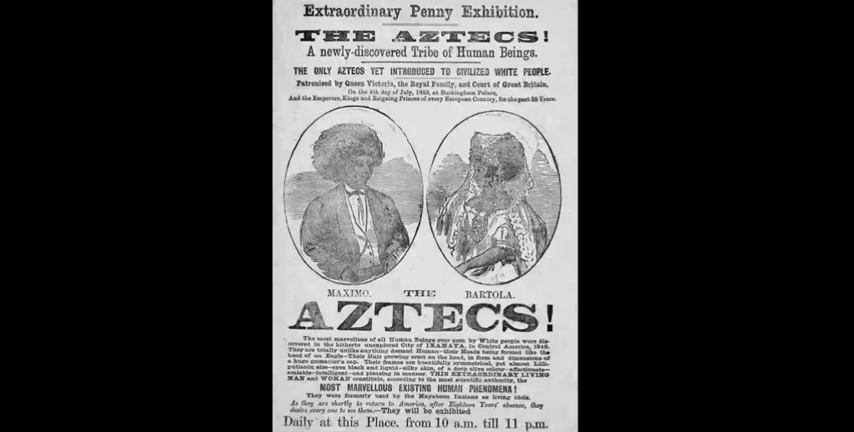 Extraordinary Penny Exhibition.
THE AZTECS!
A newly-discovered Tribe of Human Beings.
THE ONLY AZTECS YET INTRODUCED TO CIVILIZED WHITE PEOPLE.
Patronised by Queen Victoria, the Royal Family, and Court of Great Britain,
On the 4th day of July, 1853, at Buckingham Palace,
And the Emperors, Kings and Reigning Princes of every European Country, for the past 18 Years.
MAXIMO. THE BARTOLA.
AZTECS!
The most marvellous of all Human Beings ever seen by White people were dis-
covered in the hitherto unexplored City of IXAMAYA, in Central America, 1849.
They are totally unlike anything deemed Human—their Heads being formed like the
head of an Eagle—Their Hair growing erect on the head, in form and dimensions of
a huge grenadier's cap. Their frames are beautifully symmetrical, yet almost Lilli-
putianic size—eyes black and liquid—silky skin, of a deep olive colour—affectionate—
amiable—intelligent—and pleasing in manner. THIS EXTRAORDINARY LIVING
MAN and WOMAN constitute, according to the most scientific authority, the
MOST MARVELLOUS EXISTING HUMAN PHENOMENA!
They were formerly used by the Mayaboon Indians as living idols.
As they are shortly to return to America, after Eighteen Years' absence, they
desire every one to see them.—They will be exhibited
Daily at this Place. from 10 a.m. till 11 p.m.